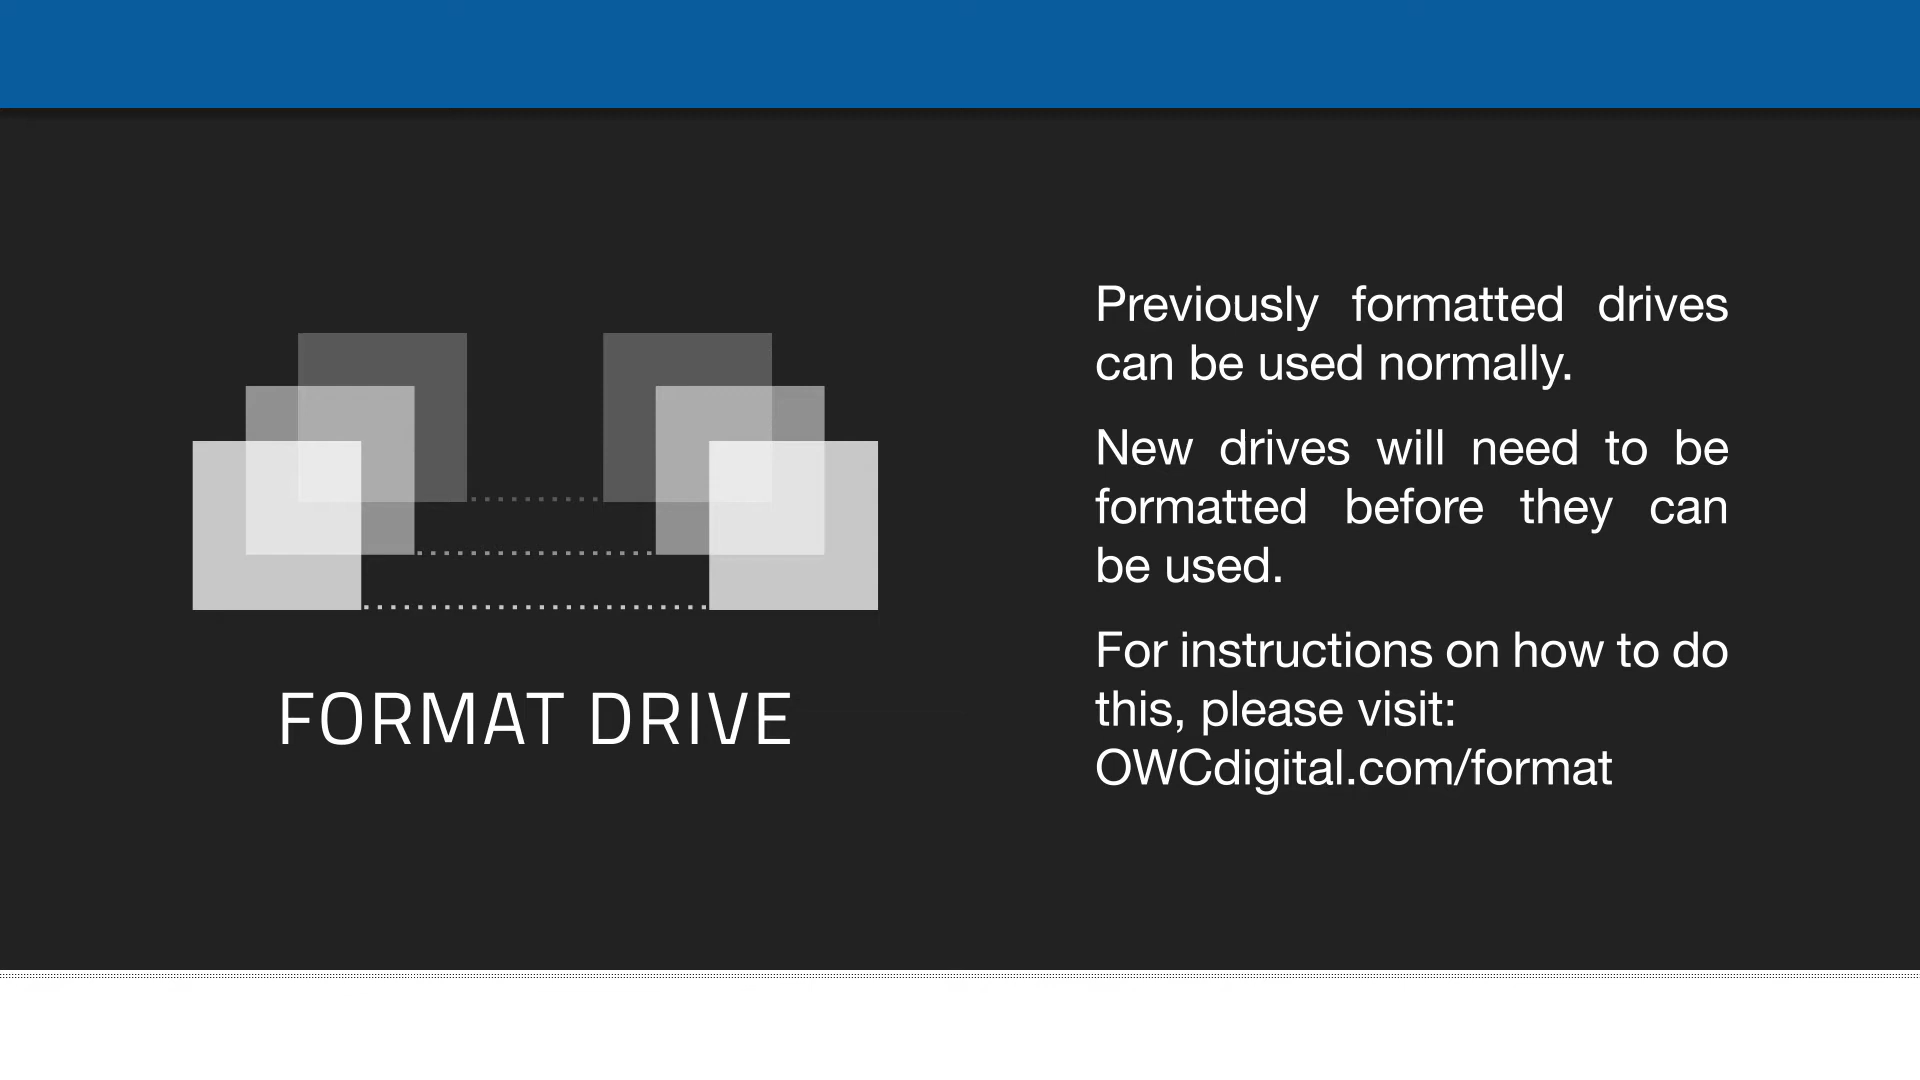 FORMAT DRIVE
Previously formatted drives
can be used normally.
New drives will need to be
formatted before they can
be used.
For instructions on how to do
this, please visit:
OWCdigital.com/format